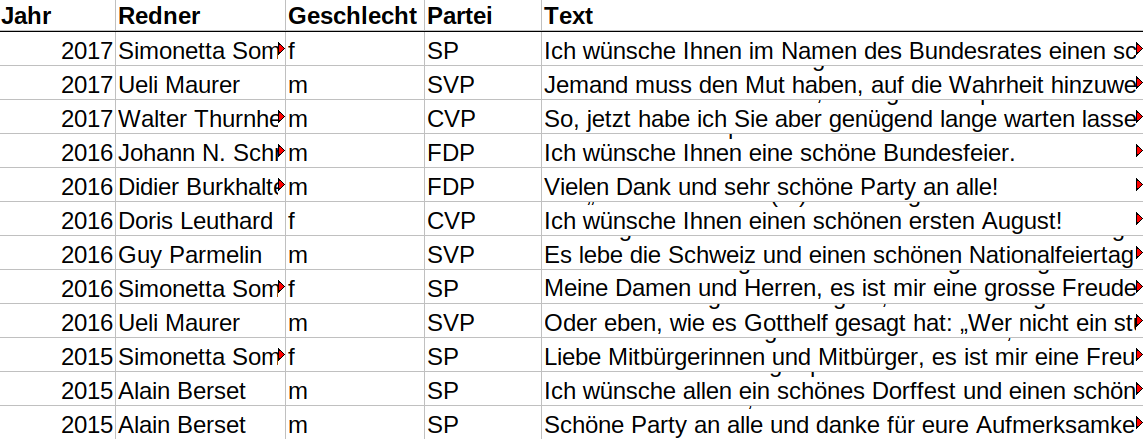 Jahr Redner Geschlecht Partei Text
2017 Simonetta Som f SP Ich wünsche Ihnen im Namen des Bundesrates einen sc
2017 Ueli Maurer m SVP Jemand muss den Mut haben, auf die Wahrheit hinzuwe
2017 Walter Thurnhe m CVP So, jetzt habe ich Sie aber genügend lange warten lasse
2016 Johann N. Schn m FDP Ich wünsche Ihnen eine schöne Bundesfeier.
2016 Didier Burkhalte m FDP Vielen Dank und sehr schöne Party an alle!
2016 Doris Leuthard f CVP Ich wünsche Ihnen einen schönen ersten August!
2016 Guy Parmelin m SVP Es lebe die Schweiz und einen schönen Nationalfeiertag
2016 Simonetta Som f SP Meine Damen und Herren, es ist mir eine grosse Freude
2016 Ueli Maurer m SVP Oder eben, wie es Gotthelf gesagt hat: „Wer nicht ein st
2015 Simonetta Som f SP Liebe Mitbürgerinnen und Mitbürger, es ist mir eine Freu
2015 Alain Berset m SP Ich wünsche allen ein schönes Dorffest und einen schön
2015 Alain Berset m SP Schöne Party an alle und danke für eure Aufmerksamke